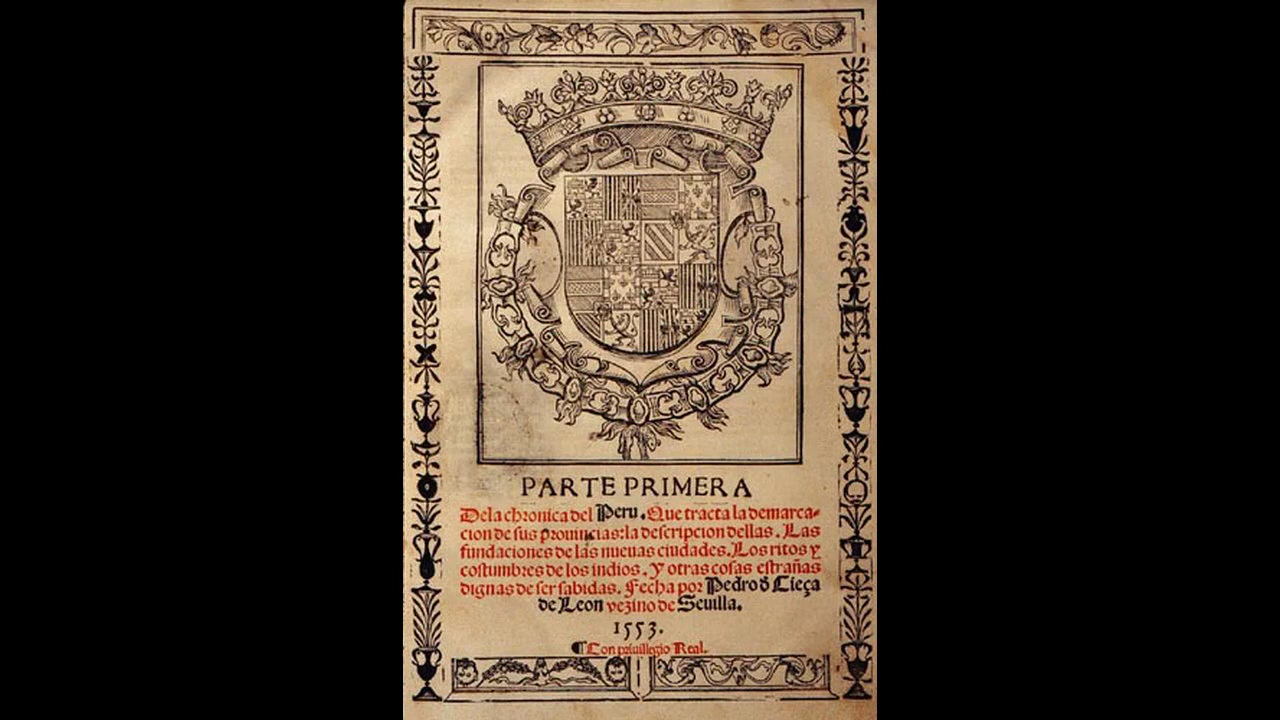 PARTE PRIMERA
Dela chronica del Peru. Que tracta la demarca-
cion de sus prouincias: la descripcion dellas. Las
fundaciones de las nueuas ciudades. Los ritos y
costumbres de los indios. Y otras cosas estrañas
dignas de ser sabidas. Fecha por Pedro d Cieça
de Leon vezino de Seuilla.
1553.
¶Con priuillegio Real.